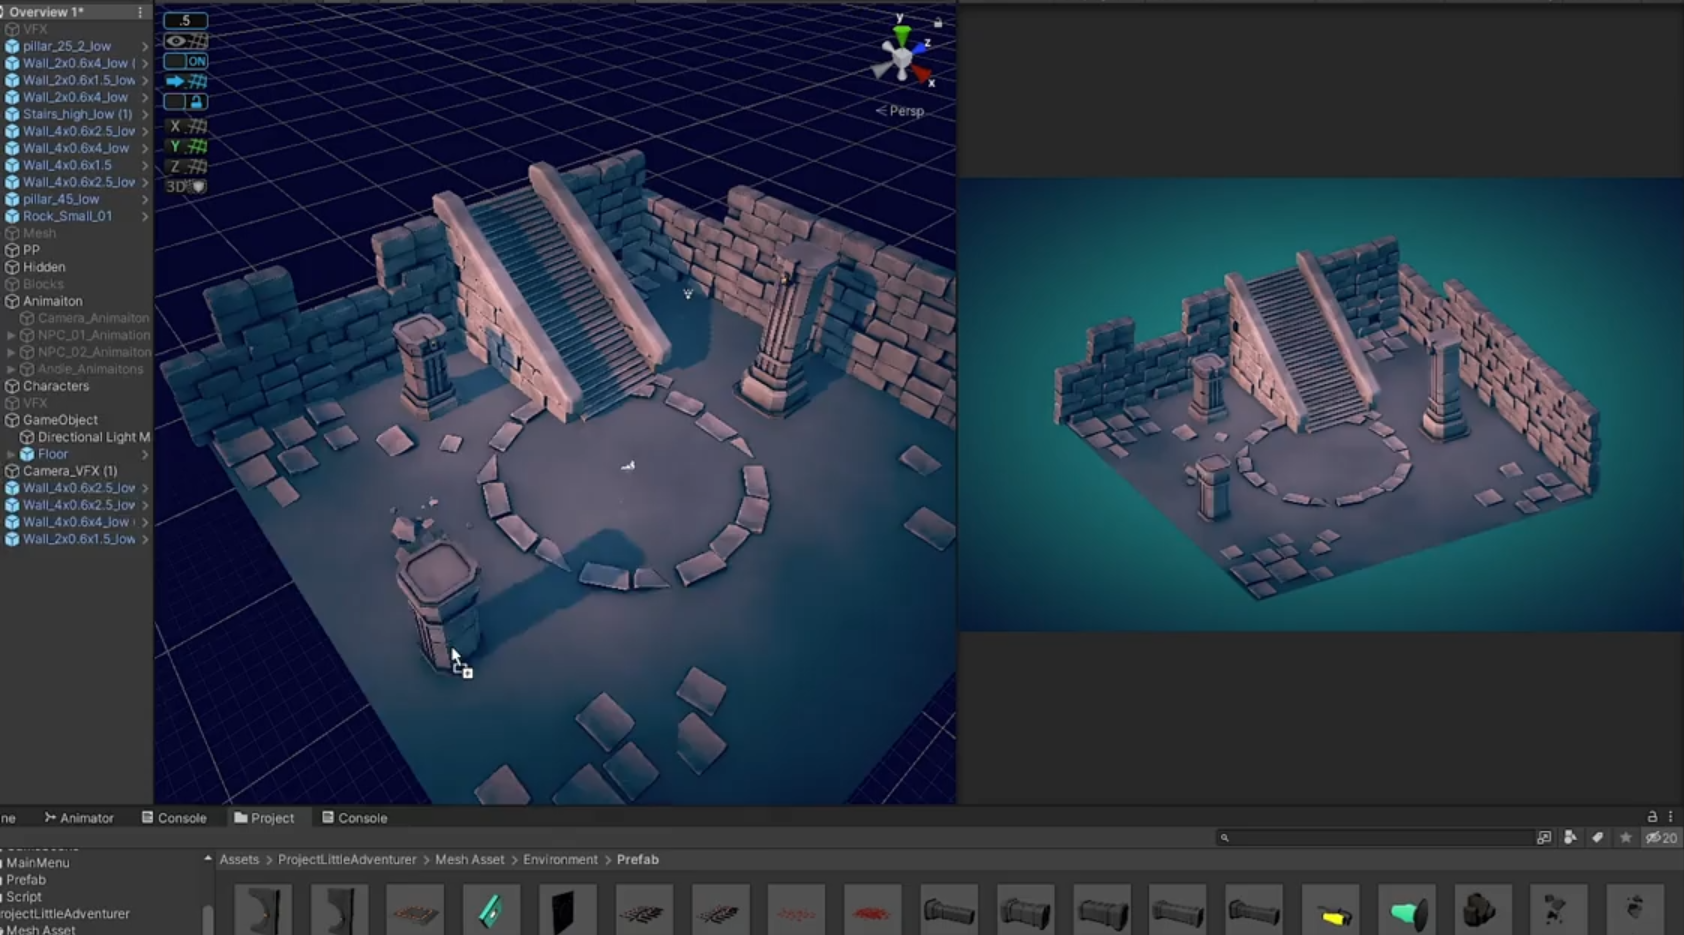 Overview 1*
VFX
pillar_25_2_low
Wall_2x0.6x4_low (
Wall_2x0.6x1.5_low
Wall_2x0.6x4_low
Stairs_high_low (1)
Wall_4x0.6x2.5_low
Wall_4x0.6x4_low
Wall_4x0.6x1.5
Wall_4x0.6x2.5_low
pillar_45_low
Rock_Small_01
Mesh
PP
Hidden
Blocks
Animaiton
Camera_Animaiton
NPC_01_Animation
NPC_02_Animaiton
Andie_Animaitons
Characters
VFX
GameObject
Directional Light M
Floor
Camera_VFX (1)
Wall_4x0.6x2.5_low
Wall_4x0.6x2.5_low
Wall_4x0.6x4_low
Wall_2x0.6x1.5_low
.5
ON
X
Y
Z
3D
y
z
x
Persp
ne
Animator
Console
Project
Console
20
MainMenu
Prefab
Script
rojectLittleAdventurer
Mesh Asset
Assets > ProjectLittleAdventurer > Mesh Asset > Environment > Prefab